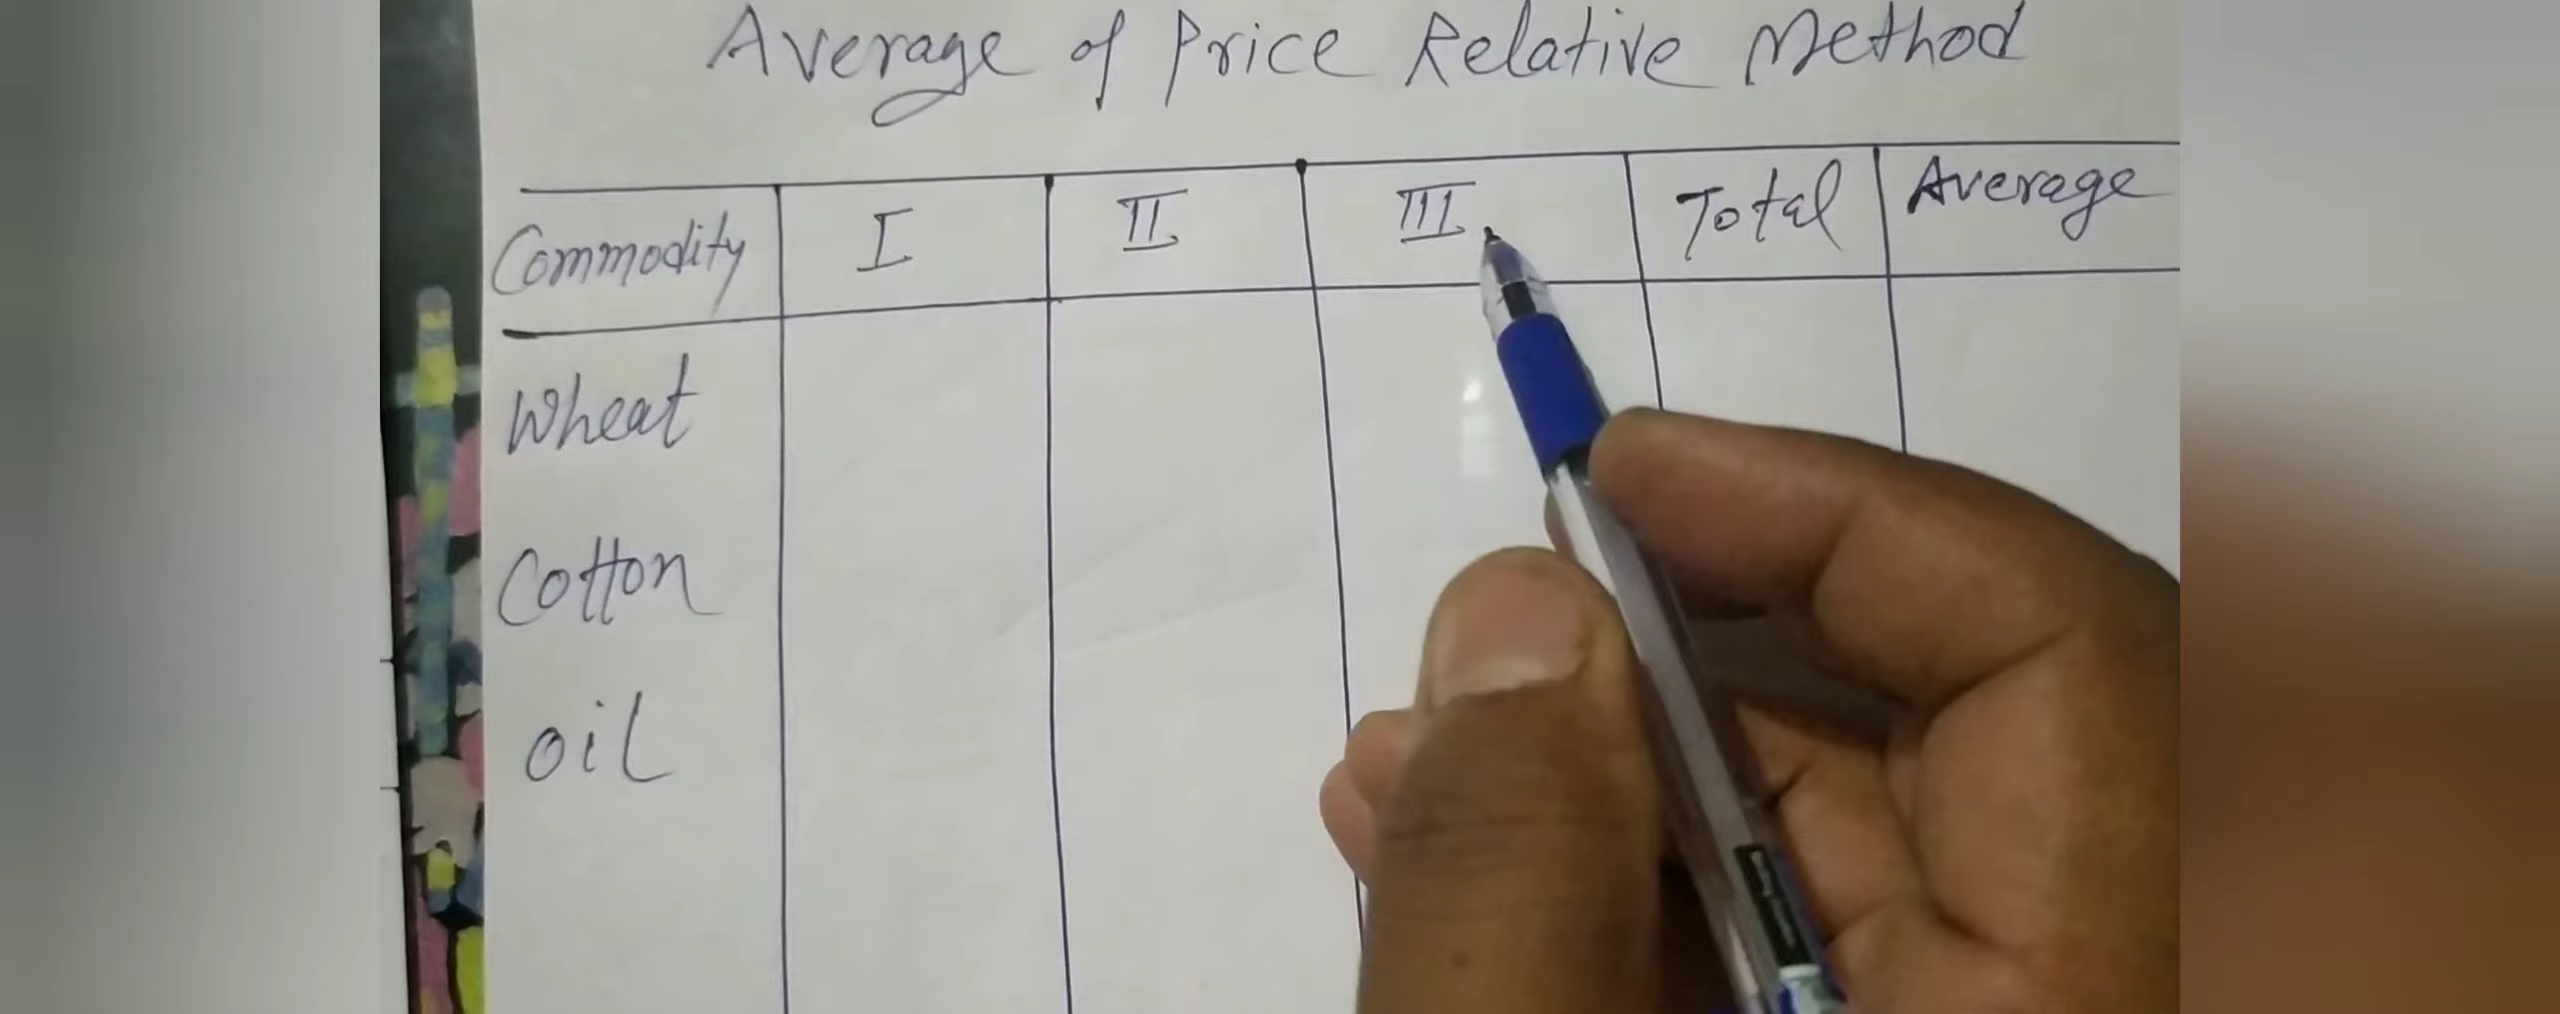 Average of Price Relative Method
Commodity I II III Total Average
Wheat
Cotton
Oil